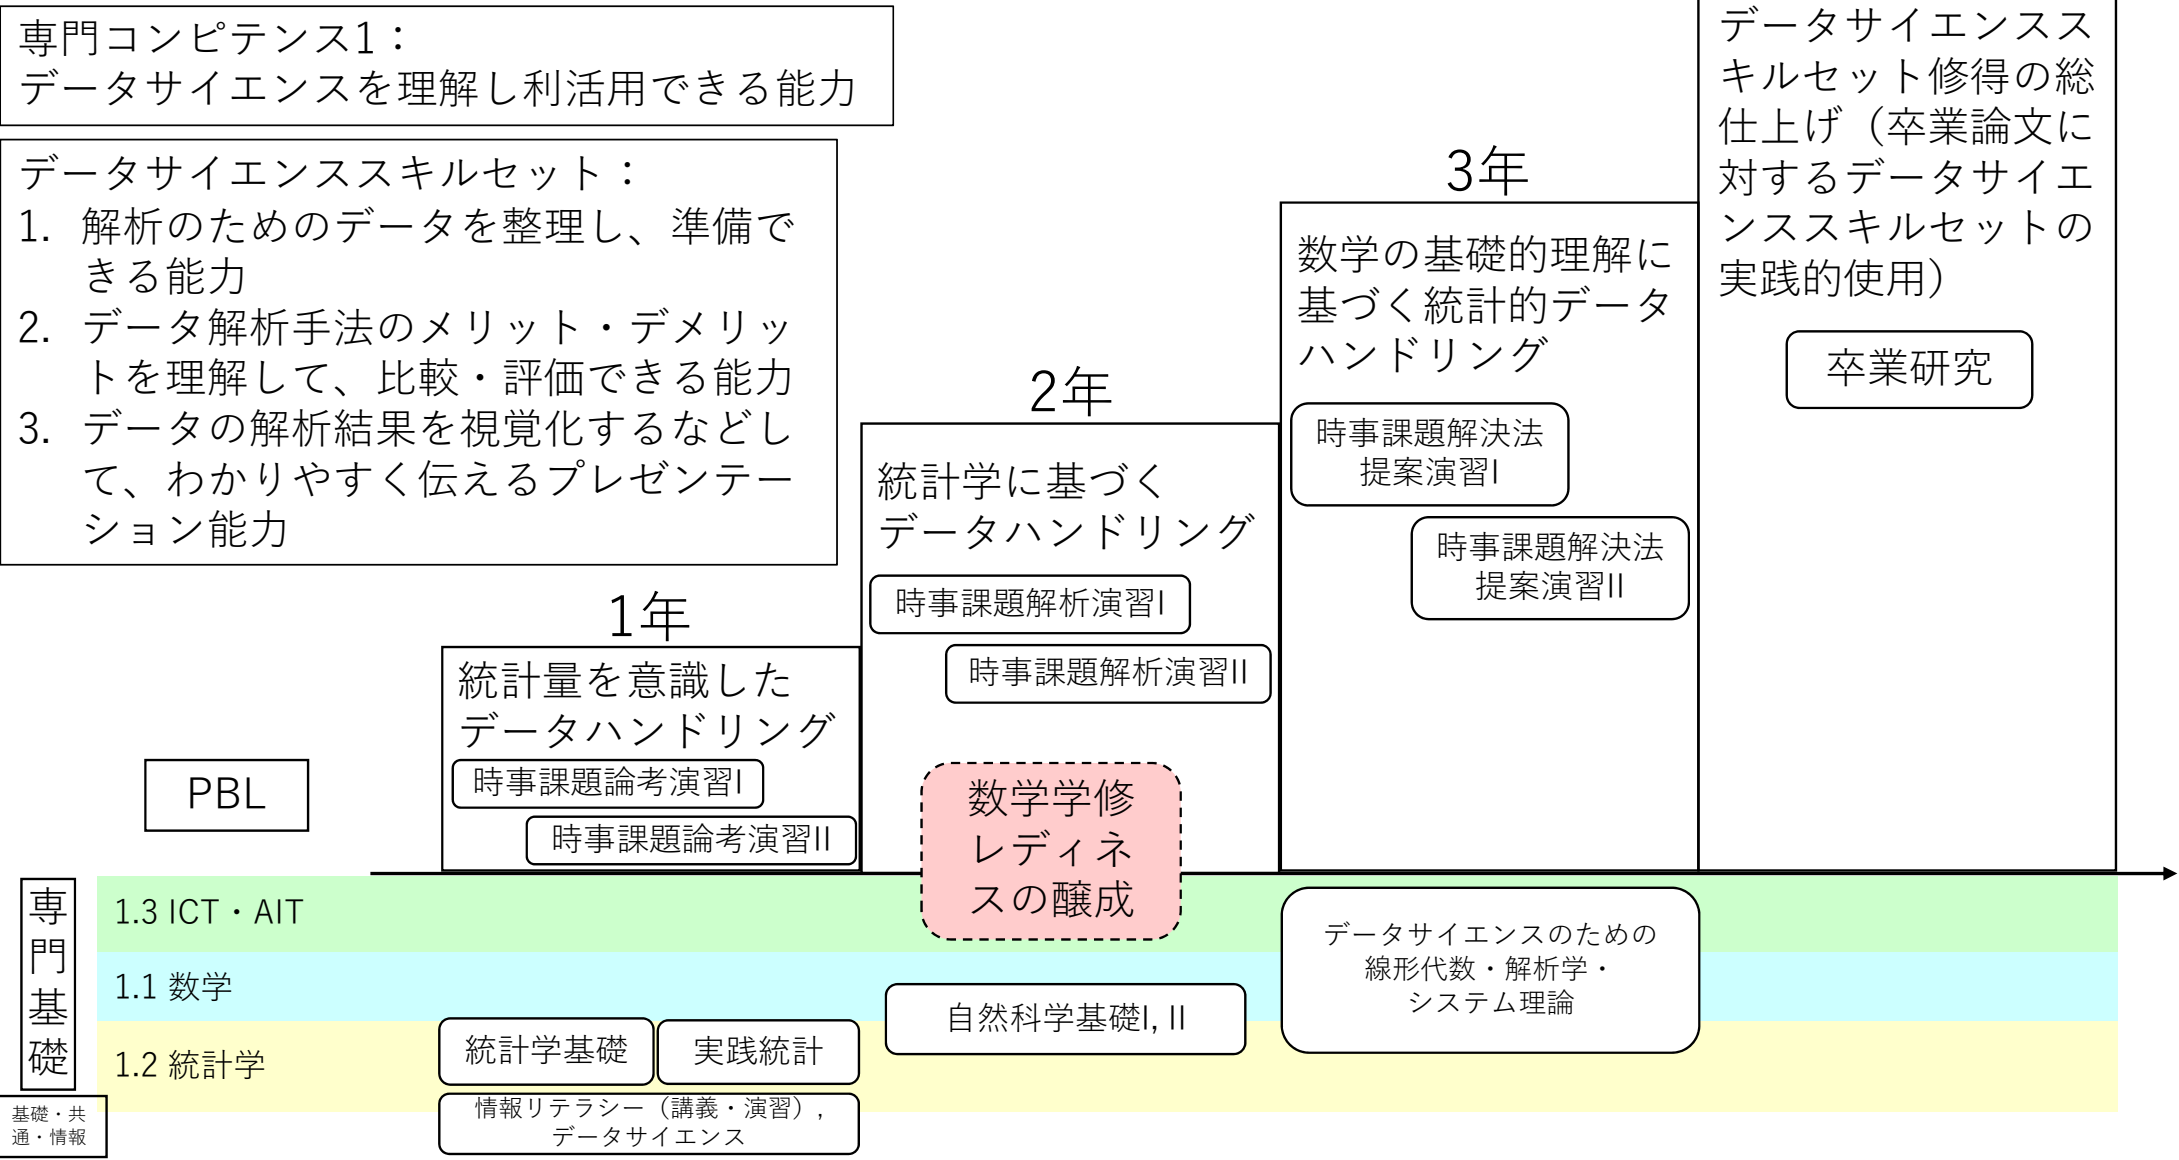 専門コンピテンス1：
データサイエンスを理解し利活用できる能力
データサイエンススキルセット：
1. 解析のためのデータを整理し、準備で
きる能力
2. データ解析手法のメリット・デメリッ
トを理解して、比較・評価できる能力
3. データの解析結果を視覚化するなどし
て、わかりやすく伝えるプレゼンテー
ション能力
1年
統計量を意識した
データハンドリング
時事課題論考演習I
時事課題論考演習II
2年
統計学に基づく
データハンドリング
時事課題解析演習I
時事課題解析演習II
数学学修
レディネ
スの醸成
3年
数学の基礎的理解に
基づく統計的データ
ハンドリング
時事課題解決法
提案演習I
時事課題解決法
提案演習II
データサイエンスス
キルセット修得の総
仕上げ（卒業論文に
対するデータサイエ
ンススキルセットの
実践的使用）
卒業研究
PBL
専門基礎
1.3 ICT・AIT
1.1 数学
1.2 統計学
統計学基礎
実践統計
自然科学基礎I, II
データサイエンスのための
線形代数・解析学・
システム理論
基礎・共
通・情報
情報リテラシー（講義・演習）,
データサイエンス